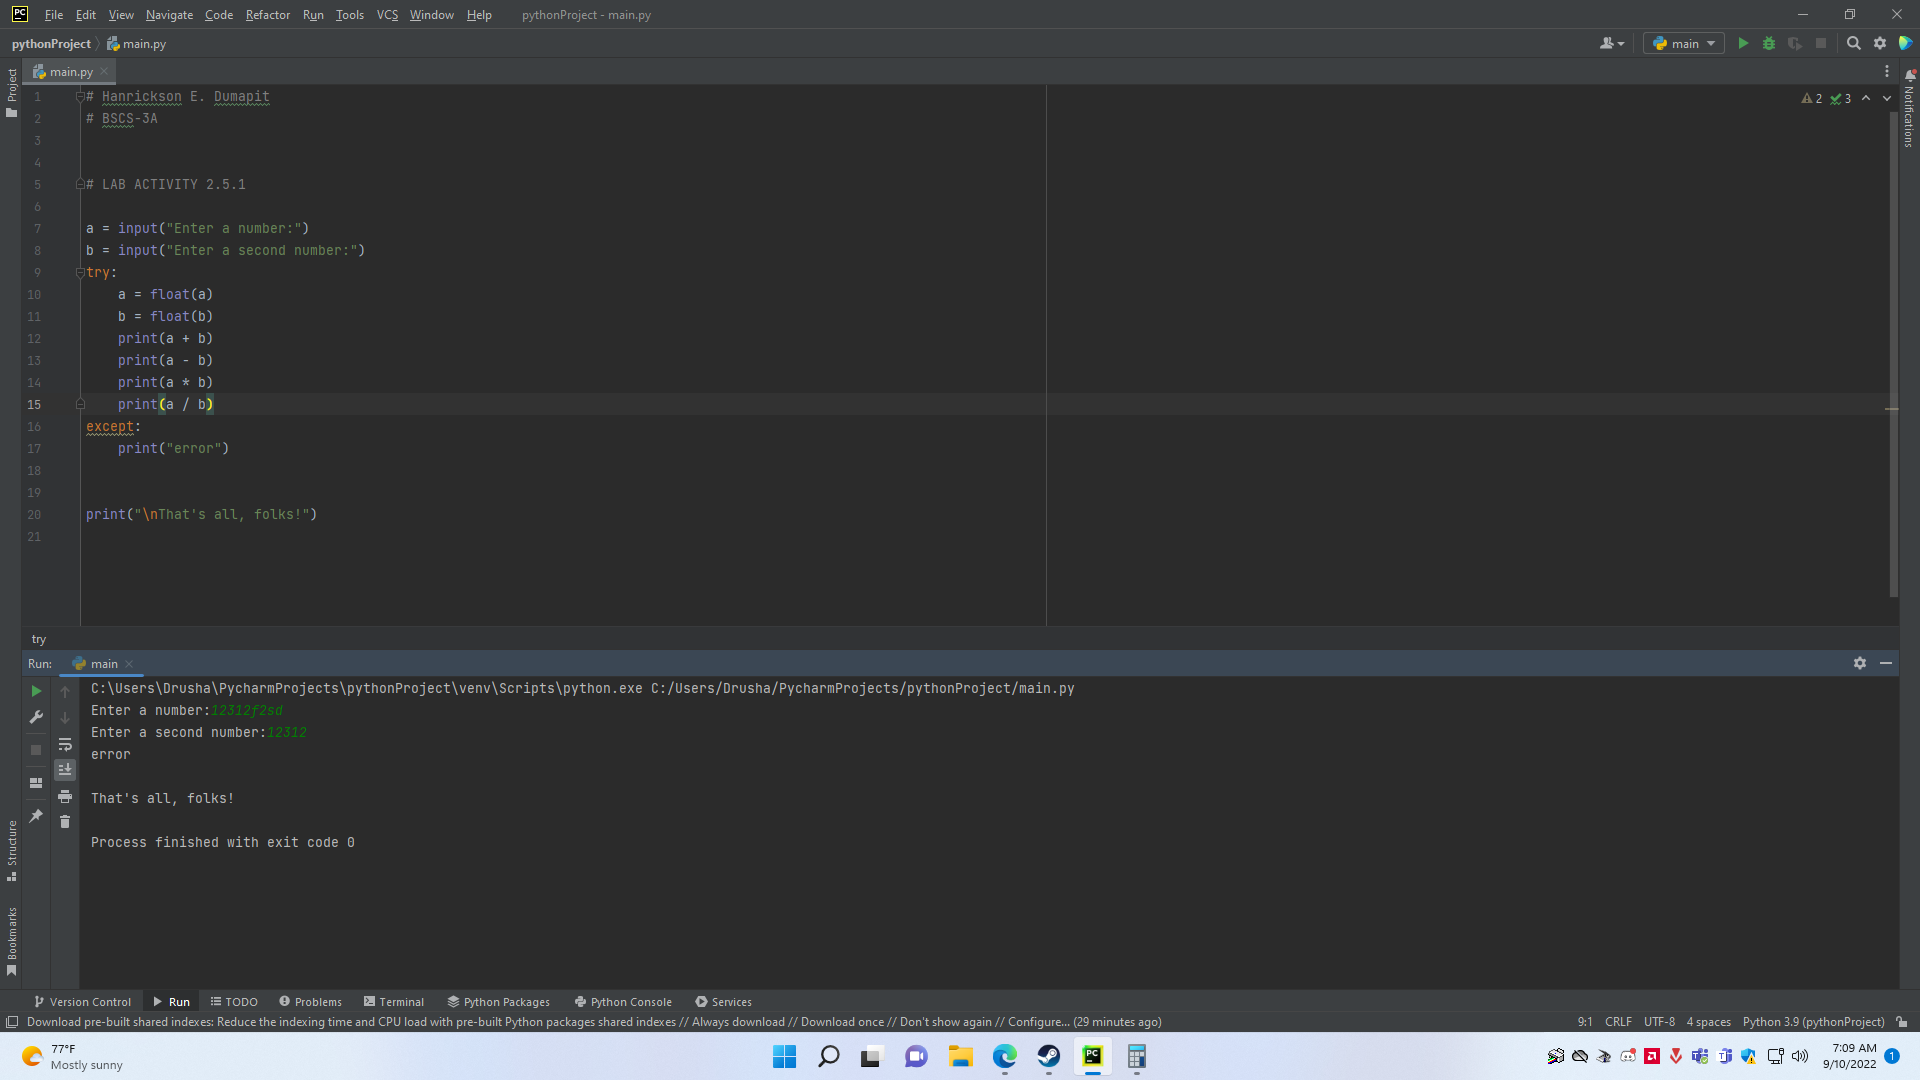 PC File Edit View Navigate Code Refactor Run Tools VCS Window Help pythonProject - main.py
pythonProject main.py main
main.py
Project
Notifications
2 3
1 # Hanrickson E. Dumapit
2 # BSCS-3A
3
4
5 # LAB ACTIVITY 2.5.1
6
7 a = input("Enter a number:")
8 b = input("Enter a second number:")
9 try:
10 a = float(a)
11 b = float(b)
12 print(a + b)
13 print(a - b)
14 print(a * b)
15 print(a / b)
16 except:
17 print("error")
18
19
20 print("\nThat's all, folks!")
21
try
Run: main
C:\Users\Drusha\PycharmProjects\pythonProject\venv\Scripts\python.exe C:/Users/Drusha/PycharmProjects/pythonProject/main.py
Enter a number:12312f2sd
Enter a second number:12312
error
That's all, folks!
Process finished with exit code 0
Structure
Bookmarks
Version Control Run TODO Problems Terminal Python Packages Python Console Services
Download pre-built shared indexes: Reduce the indexing time and CPU load with pre-built Python packages shared indexes // Always download // Download once // Don't show again // Configure... (29 minutes ago) 9:1 CRLF UTF-8 4 spaces Python 3.9 (pythonProject)
77°F
Mostly sunny
PC
7:09 AM
9/10/2022
1